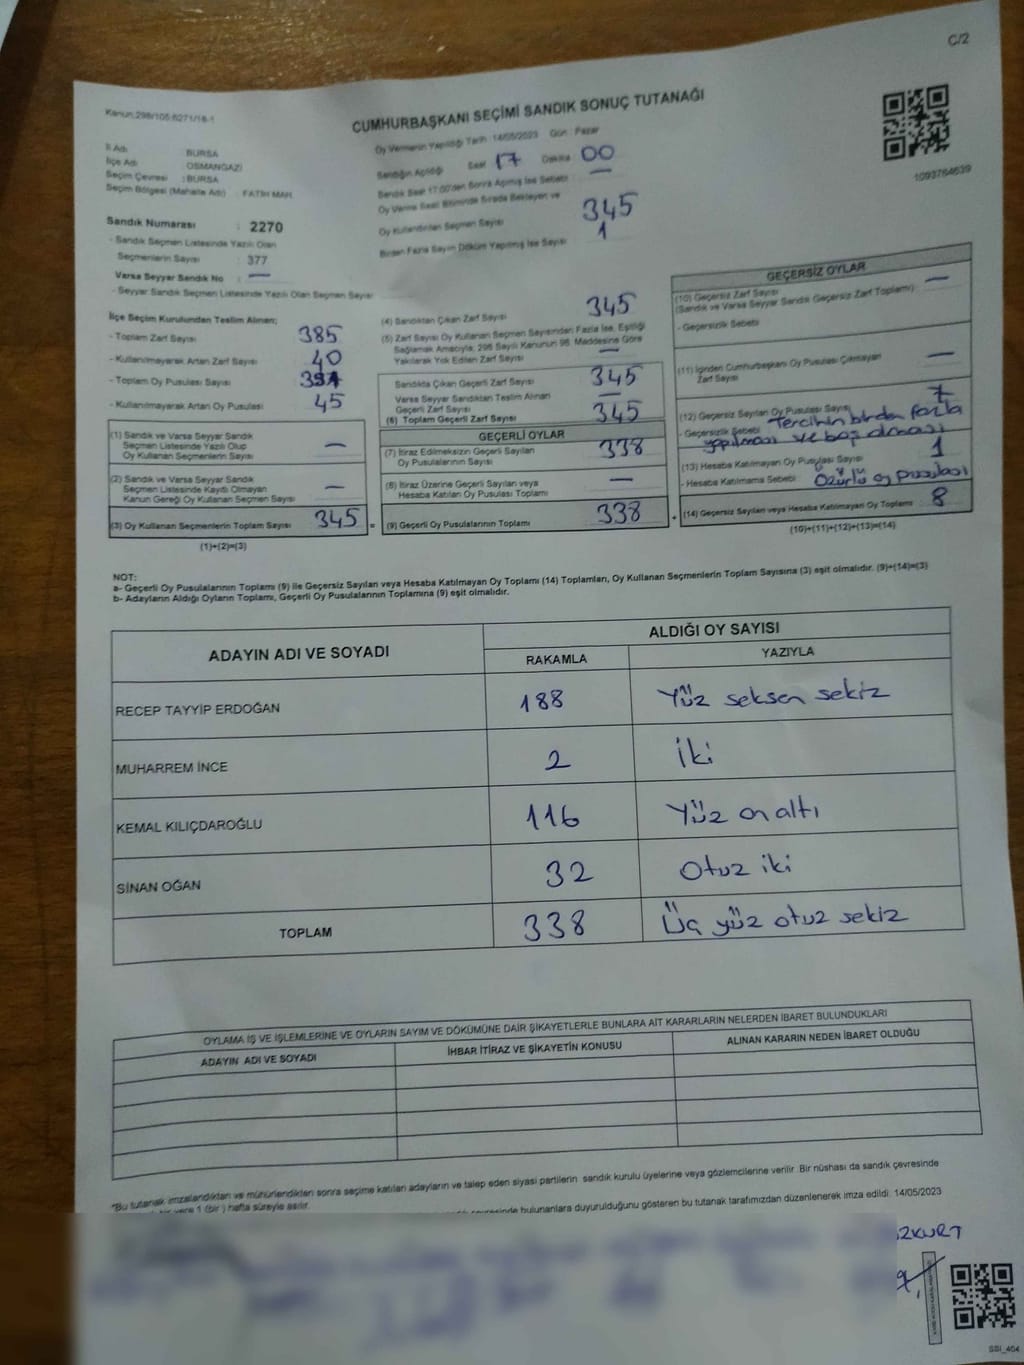 C/2
Kanun:298/105;6271/18-1
CUMHURBAŞKANI SEÇİMİ SANDIK SONUÇ TUTANAĞI
1093784639
İl Adı BURSA
İlçe Adı OSMANGAZİ
Seçim Çevresi : BURSA
Seçim Bölgesi (Mahalle Adı) : FATİH MAH.
Oy Vermenin Yapıldığı Tarih : 14/05/2023 Gün : Pazar
Sandığın Açıldığı Saat 17 Dakika 00
Sandık Saat 17:00'den Sonra Açılmış İse Sebebi : —
Oy Verme Saati Bitiminde Sırada Bekleyen ve
Oy Kullandırılan Seçmen Sayısı 345
Birden Fazla Sayım Döküm Yapılmış İse Sayısı 1
Sandık Numarası : 2270
- Sandık Seçmen Listesinde Yazılı Olan
Seçmenlerin Sayısı : 377
Varsa Seyyar Sandık No : —
- Seyyar Sandık Seçmen Listesinde Yazılı Olan Seçmen Sayısı
İlçe Seçim Kurulundan Teslim Alınan;
- Toplam Zarf Sayısı 385
- Kullanılmayarak Artan Zarf Sayısı 40
- Toplam Oy Pusulası Sayısı
- Kullanılmayarak Artan Oy Pusulası 45
(1) Sandık ve Varsa Seyyar Sandık
Seçmen Listesinde Yazılı Olup
Oy Kullanan Seçmenlerin Sayısı —
(2) Sandık ve Varsa Seyyar Sandık
Seçmen Listesinde Kayıtlı Olmayan
Kanun Gereği Oy Kullanan Seçmen Sayısı —
(3) Oy Kullanan Seçmenlerin Toplam Sayısı 345 =
(1)+(2)=(3)
(4) Sandıktan Çıkan Zarf Sayısı 345
(5) Zarf Sayısı Oy Kullanan Seçmen Sayısından Fazla İse, Eşitliği
Sağlamak Amacıyla; 298 Sayılı Kanunun 98. Maddesine Göre
Yakılarak Yok Edilen Zarf Sayısı —
Sandıkta Çıkan Geçerli Zarf Sayısı 345
Varsa Seyyar Sandıktan Teslim Alınan
Geçerli Zarf Sayısı —
(6) Toplam Geçerli Zarf Sayısı 345
GEÇERLİ OYLAR
(7) İtiraz Edilmeksizin Geçerli Sayılan
Oy Pusulalarının Sayısı 338
(8) İtiraz Üzerine Geçerli Sayılan veya
Hesaba Katılan Oy Pusulası Toplamı —
(9) Geçerli Oy Pusulalarının Toplamı 338 +
GEÇERSİZ OYLAR
(10) Geçersiz Zarf Sayısı
(Sandık ve Varsa Seyyar Sandık Geçersiz Zarf Toplamı) —
- Geçersizlik Sebebi
(11) İçinden Cumhurbaşkanı Oy Pusulası Çıkmayan
Zarf Sayısı —
(12) Geçersiz Sayılan Oy Pusulası Sayısı 7
- Geçersizlik Sebebi Tercihin birden fazla
yapılması ve boş olması
(13) Hesaba Katılmayan Oy Pusulası Sayısı 1
- Hesaba Katılmama Sebebi : Özürlü oy pusulası
(14) Geçersiz Sayılan veya Hesaba Katılmayan Oy Toplamı 8
(10)+(11)+(12)+(13)=(14)
NOT:
a- Geçerli Oy Pusulalarının Toplamı (9) ile Geçersiz Sayılan veya Hesaba Katılmayan Oy Toplamı (14) Toplamları, Oy Kullanan Seçmenlerin Toplam Sayısına (3) eşit olmalıdır. (9)+(14)=(3)
b- Adayların Aldığı Oyların Toplamı, Geçerli Oy Pusulalarının Toplamına (9) eşit olmalıdır.
ADAYIN ADI VE SOYADI ALDIĞI OY SAYISI
RAKAMLA YAZIYLA
RECEP TAYYİP ERDOĞAN 188 Yüz seksen sekiz
MUHARREM İNCE 2 iki
KEMAL KILIÇDAROĞLU 116 Yüz on altı
SİNAN OĞAN 32 Otuz iki
TOPLAM 338 Üç yüz otuz sekiz
OYLAMA İŞ VE İŞLEMLERİNE VE OYLARIN SAYIM VE DÖKÜMÜNE DAİR ŞİKAYETLERLE BUNLARA AİT KARARLARIN NELERDEN İBARET BULUNDUKLARI
ADAYIN ADI VE SOYADI İHBAR İTİRAZ VE ŞİKAYETİN KONUSU ALINAN KARARIN NEDEN İBARET OLDUĞU
*Bu tutanak imzalandıktan ve mühürlendikten sonra seçime katılan adayların ve talep eden siyasi partilerin sandık kurulu üyelerine veya gözlemcilerine verilir. Bir nüshası da sandık çevresinde
bir yere 1 (bir) hafta süreyle asılır.
çevresinde bulunanlara duyurulduğunu gösteren bu tutanak tarafımızdan düzenlenerek imza edildi. 14/05/2023
ZKURT
SSI_404